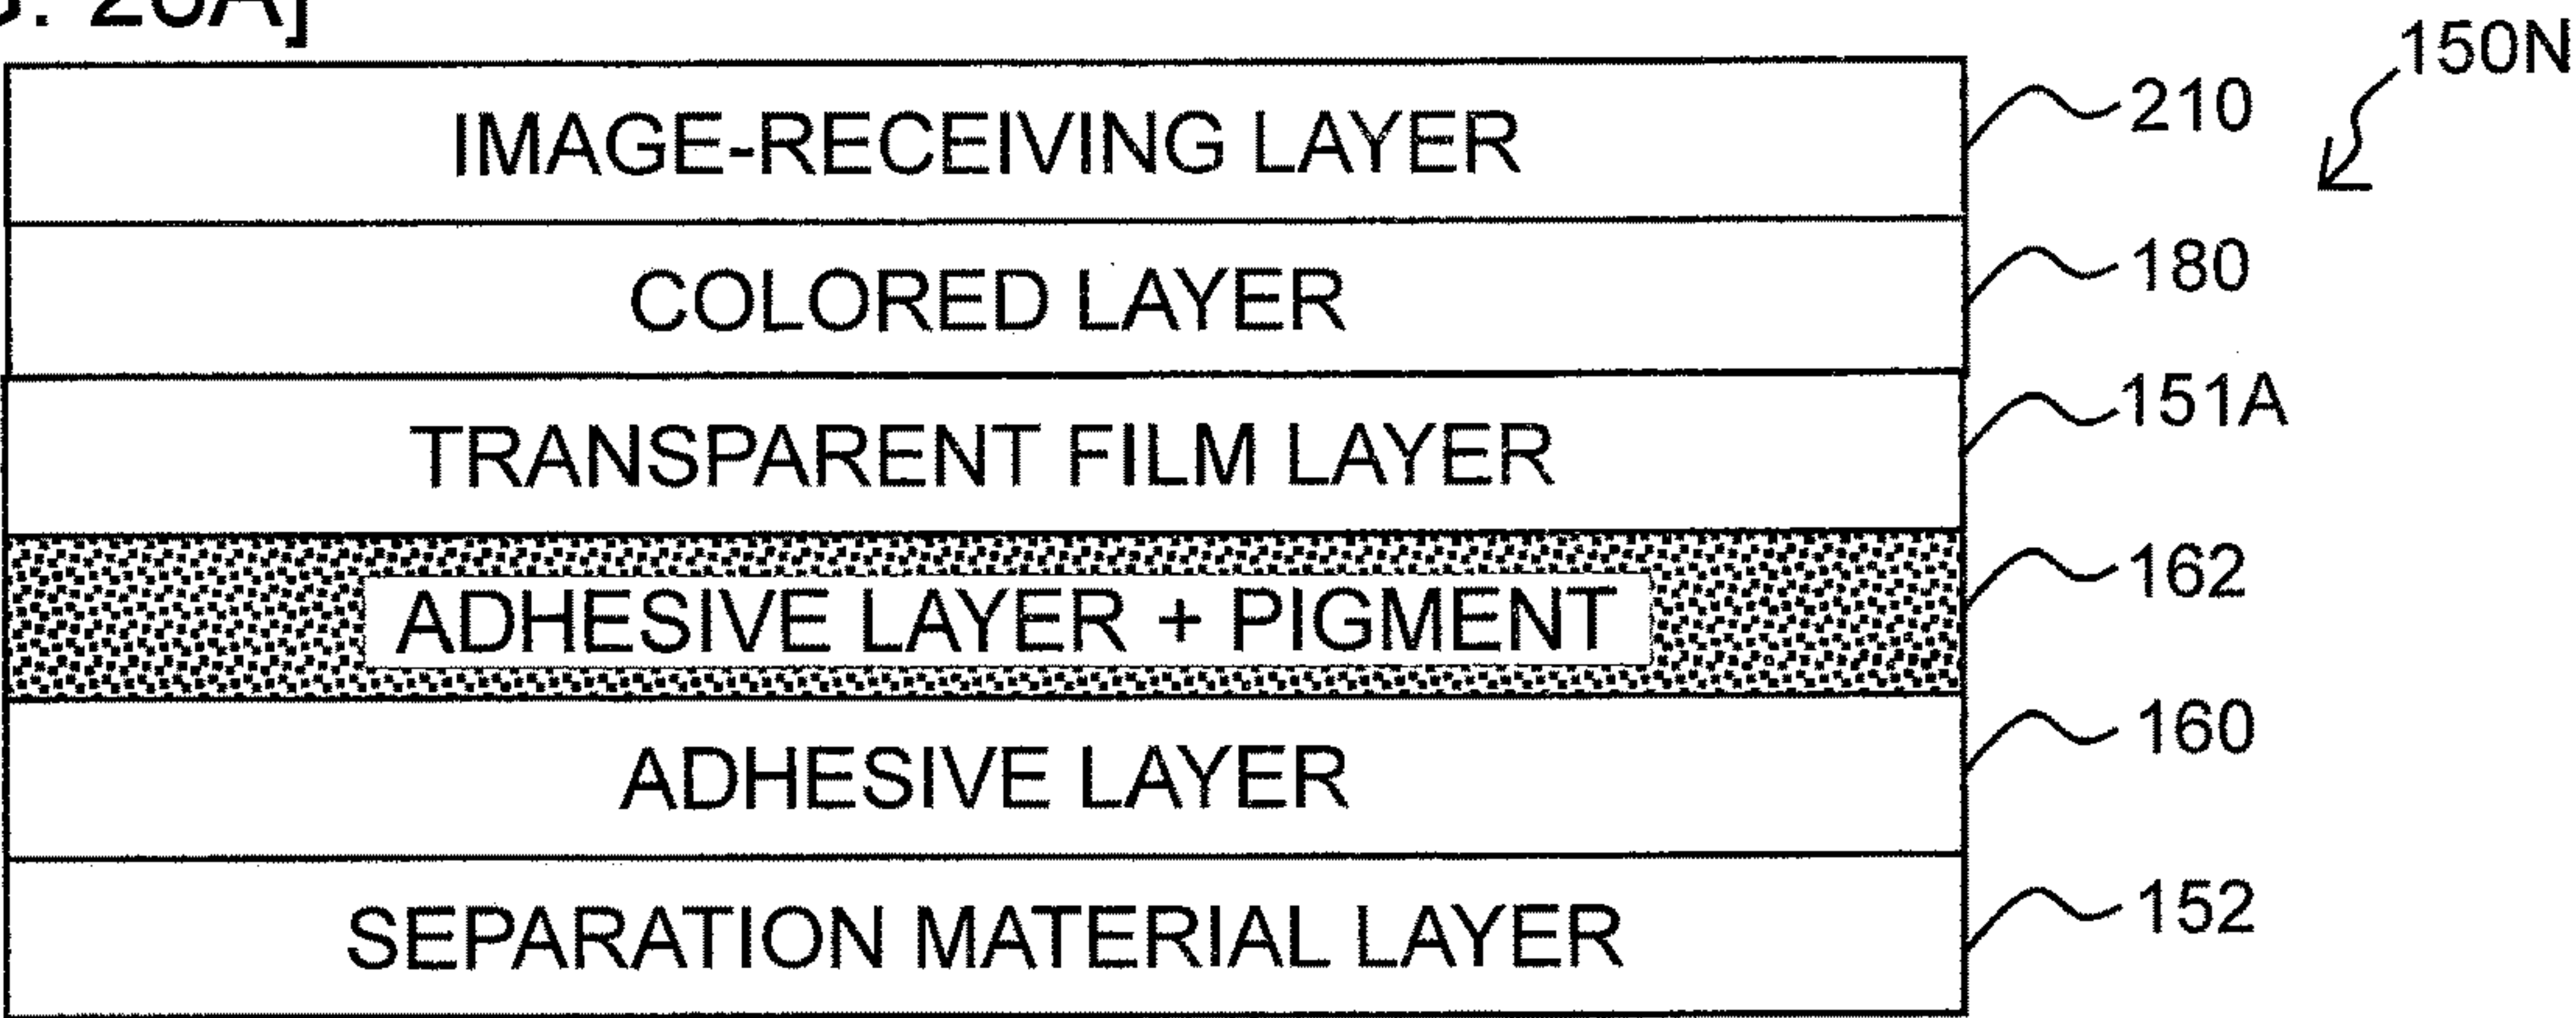 150N
IMAGE-RECEIVING LAYER 210
COLORED LAYER 180
TRANSPARENT FILM LAYER 151A
ADHESIVE LAYER + PIGMENT 162
ADHESIVE LAYER 160
SEPARATION MATERIAL LAYER 152